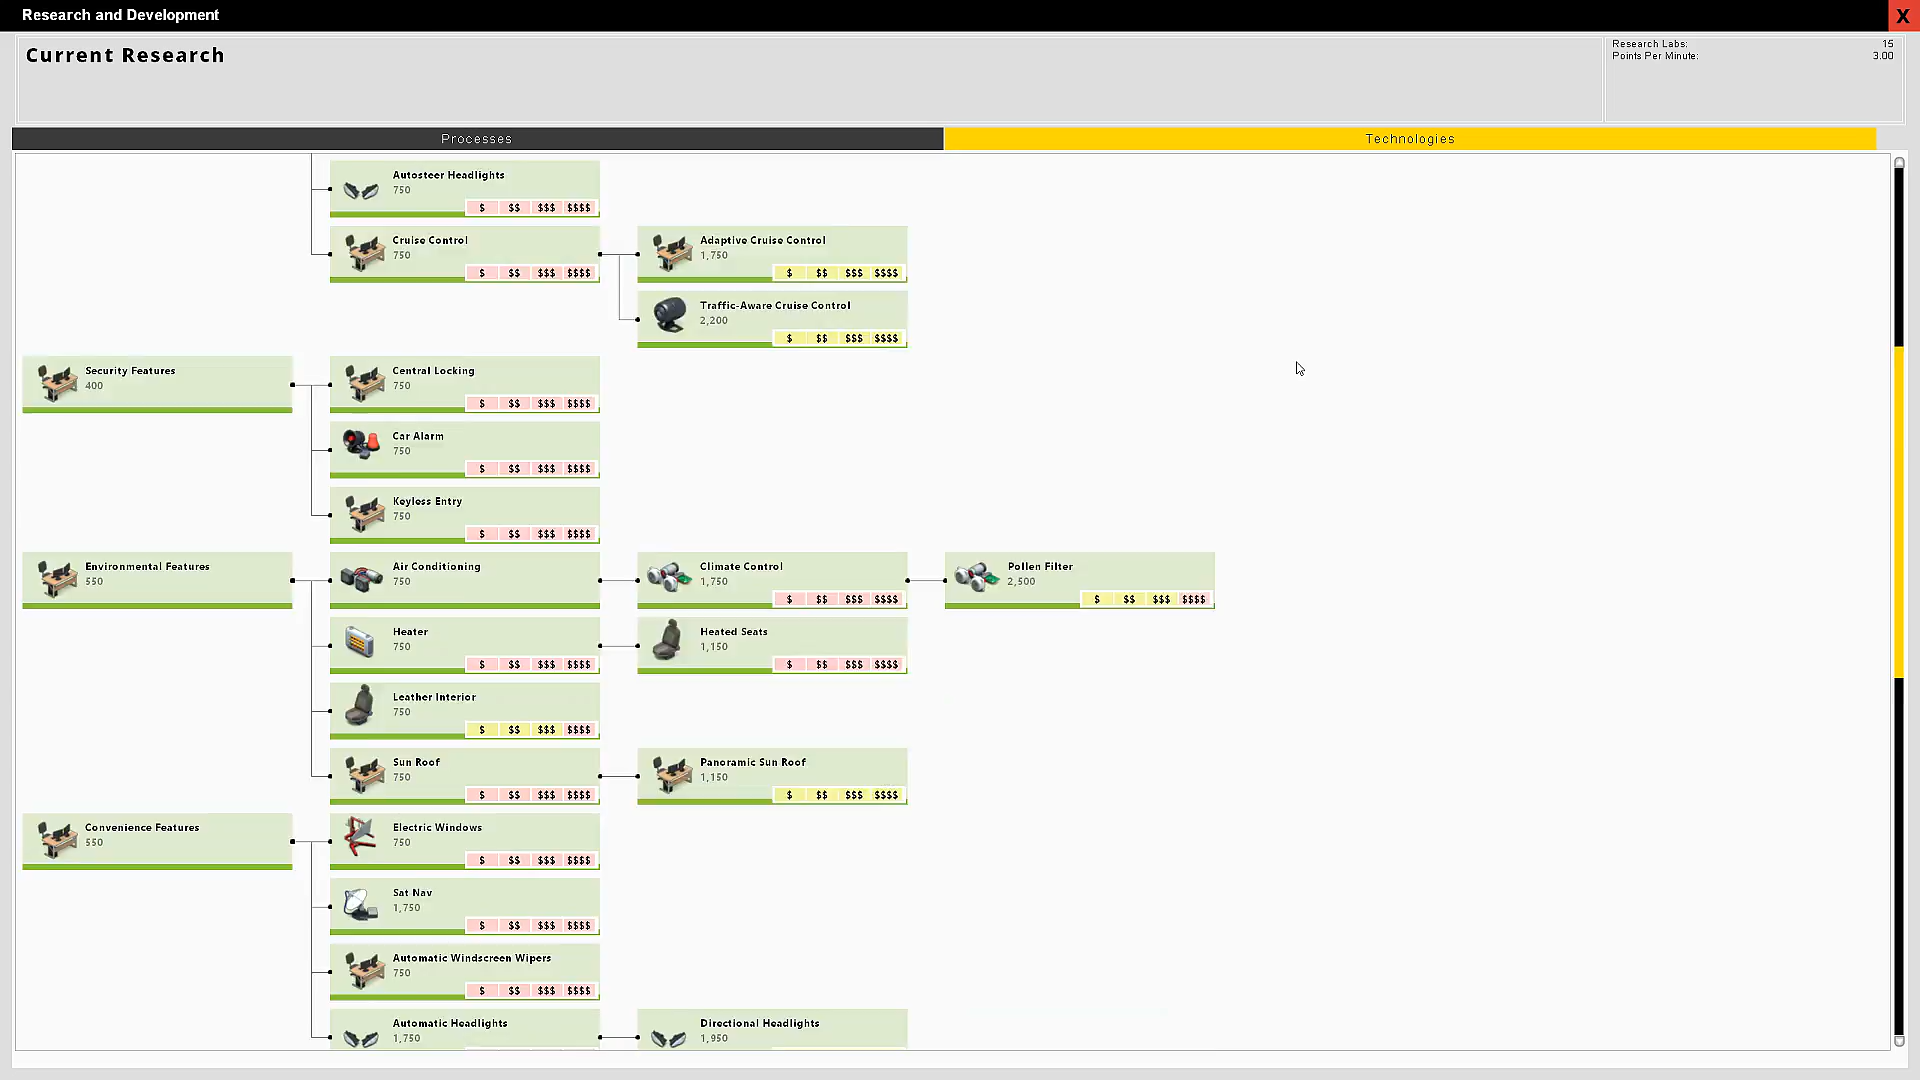 Research and Development
X
Current Research
Research Labs: 15
Points Per Minute: 3.00
Processes
Technologies
Autosteer Headlights
750
$ $$ $$$ $$$$
Cruise Control
750
$ $$ $$$ $$$$
Adaptive Cruise Control
1,750
$ $$ $$$ $$$$
Traffic-Aware Cruise Control
2,200
$ $$ $$$ $$$$
Security Features
400
Central Locking
750
$ $$ $$$ $$$$
Car Alarm
750
$ $$ $$$ $$$$
Keyless Entry
750
$ $$ $$$ $$$$
Environmental Features
550
Air Conditioning
750
Climate Control
1,750
$ $$ $$$ $$$$
Pollen Filter
2,500
$ $$ $$$ $$$$
Heater
750
$ $$ $$$ $$$$
Heated Seats
1,150
$ $$ $$$ $$$$
Leather Interior
750
$ $$ $$$ $$$$
Sun Roof
750
$ $$ $$$ $$$$
Panoramic Sun Roof
1,150
$ $$ $$$ $$$$
Convenience Features
550
Electric Windows
750
$ $$ $$$ $$$$
Sat Nav
1,750
$ $$ $$$ $$$$
Automatic Windscreen Wipers
750
$ $$ $$$ $$$$
Automatic Headlights
1,750
Directional Headlights
1,950